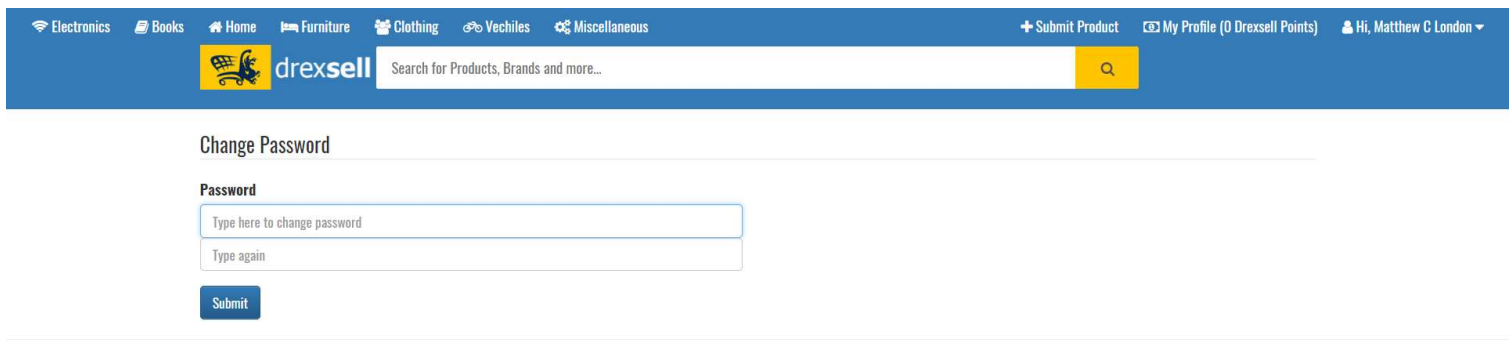 Electronics Books Home Furniture Clothing Vechiles Miscellaneous Submit Product My Profile (0 Drexsell Points) Hi, Matthew C London
drexsell Search for Products, Brands and more...
Change Password
Password
Type here to change password
Type again
Submit